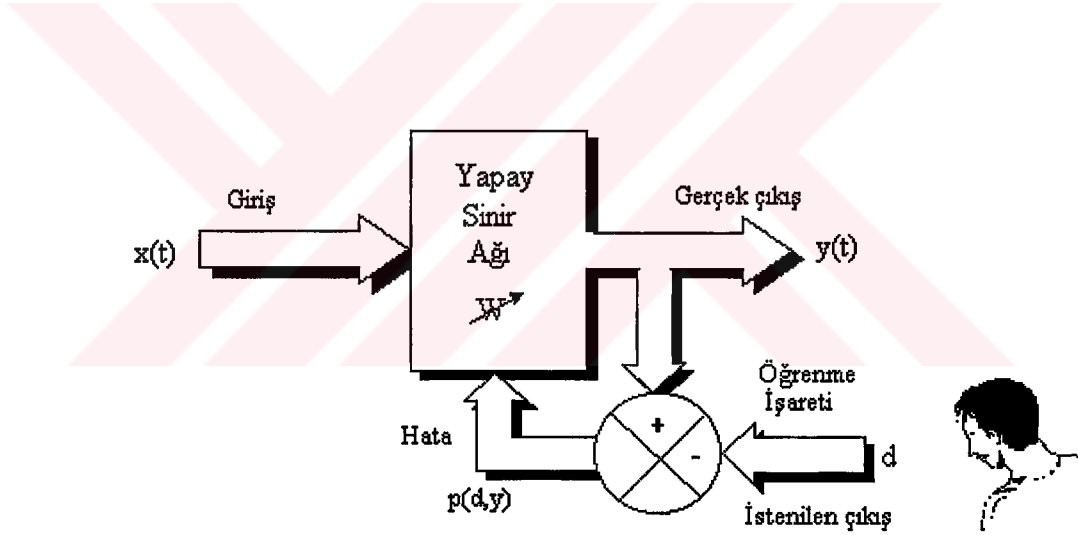 Yapay
Sinir
Ağı
W
Giriş
x(t)
Gerçek çıkış
y(t)
Öğrenme
İşareti
+
-
d
Hata
p(d,y)
İstenilen çıkış